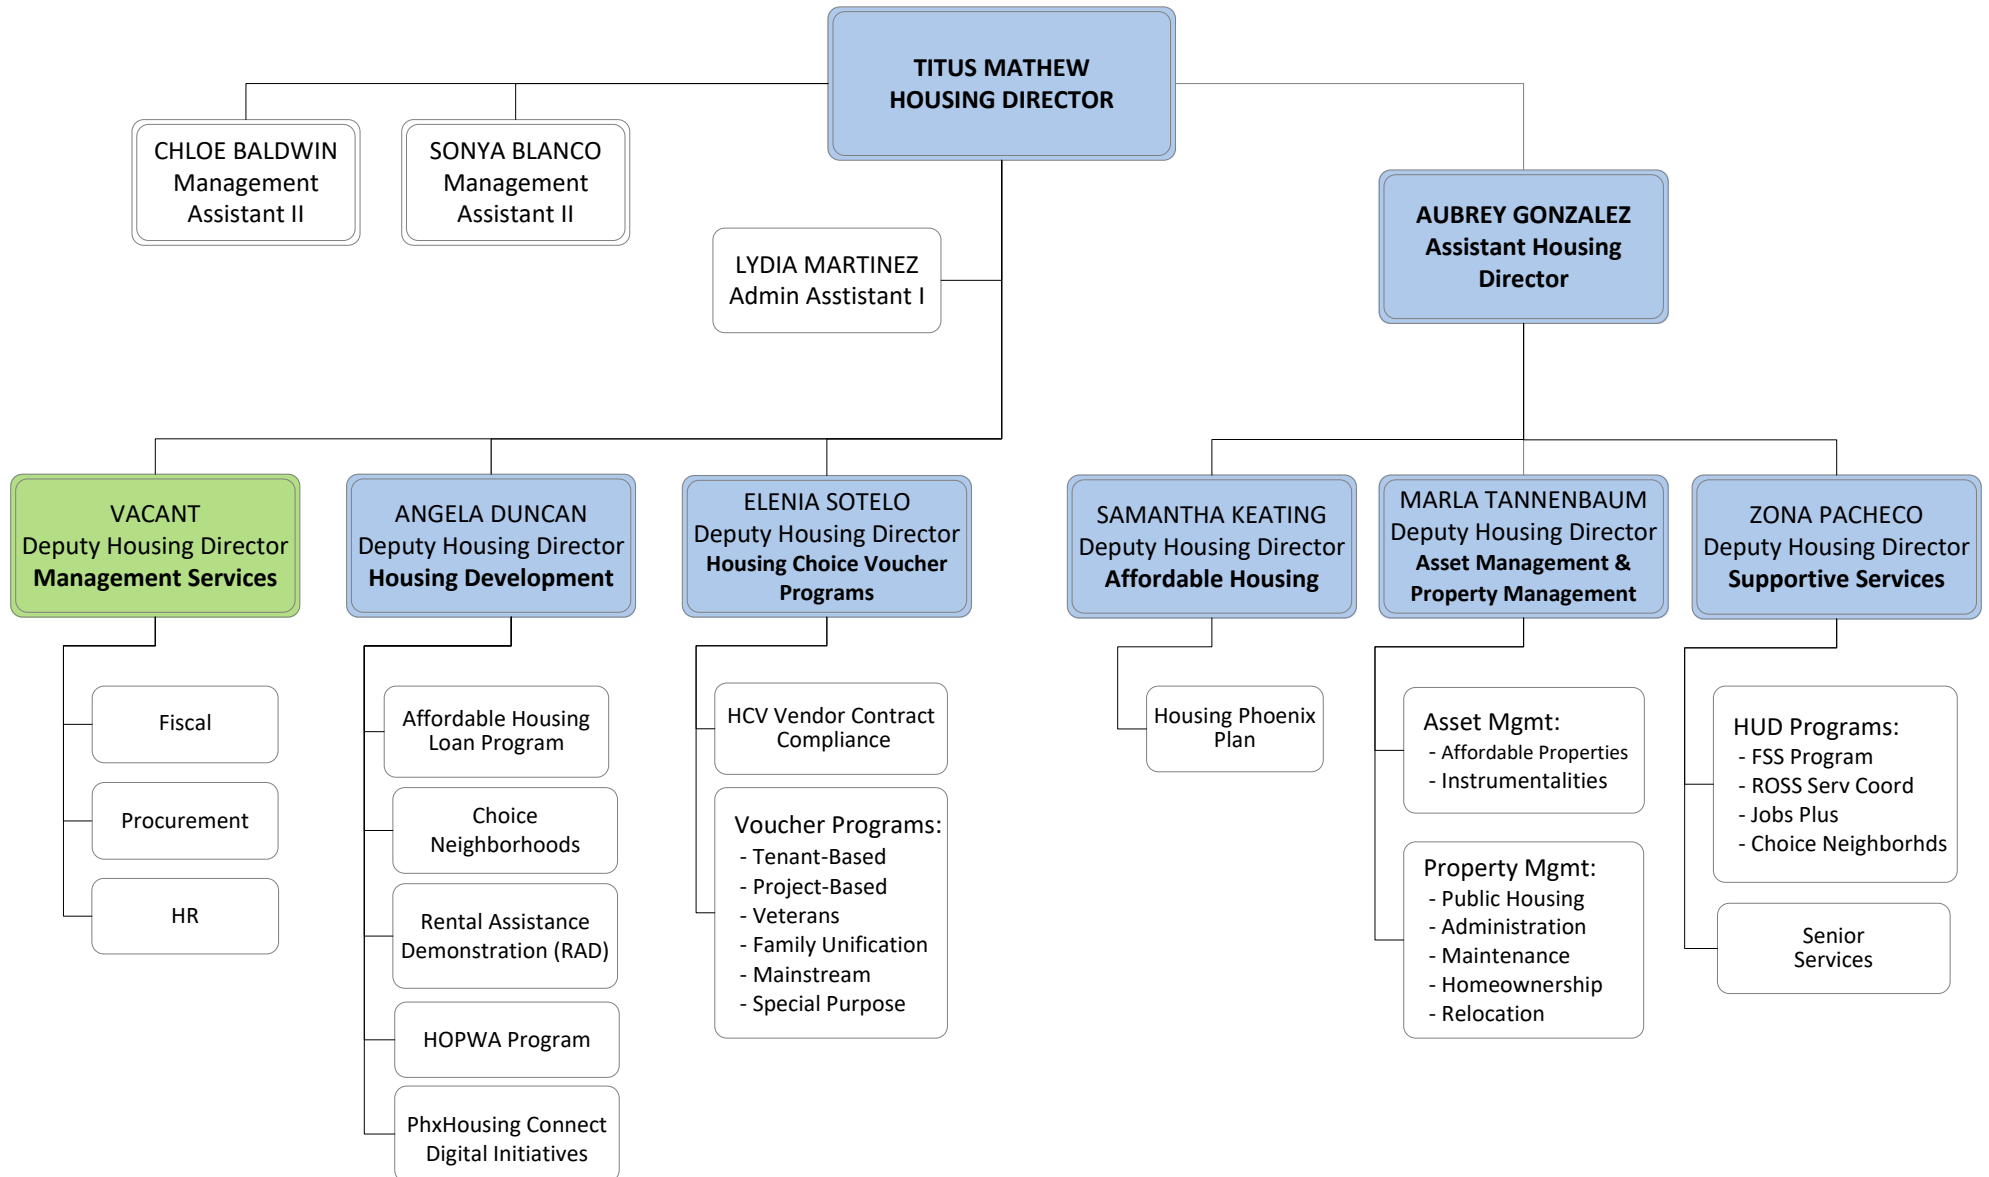 TITUS MATHEW
HOUSING DIRECTOR
CHLOE BALDWIN
Management
Assistant II
SONYA BLANCO
Management
Assistant II
LYDIA MARTINEZ
Admin Asstistant I
AUBREY GONZALEZ
Assistant Housing
Director
VACANT
Deputy Housing Director
Management Services
ANGELA DUNCAN
Deputy Housing Director
Housing Development
ELENIA SOTELO
Deputy Housing Director
Housing Choice Voucher
Programs
SAMANTHA KEATING
Deputy Housing Director
Affordable Housing
MARLA TANNENBAUM
Deputy Housing Director
Asset Management &
Property Management
ZONA PACHECO
Deputy Housing Director
Supportive Services
Fiscal
Procurement
HR
Affordable Housing
Loan Program
Choice
Neighborhoods
Rental Assistance
Demonstration (RAD)
HOPWA Program
PhxHousing Connect
Digital Initiatives
HCV Vendor Contract
Compliance
Voucher Programs:
- Tenant-Based
- Project-Based
- Veterans
- Family Unification
- Mainstream
- Special Purpose
Housing Phoenix
Plan
Asset Mgmt:
- Affordable Properties
- Instrumentalities
Property Mgmt:
- Public Housing
- Administration
- Maintenance
- Homeownership
- Relocation
HUD Programs:
- FSS Program
- ROSS Serv Coord
- Jobs Plus
- Choice Neighborhds
Senior
Services